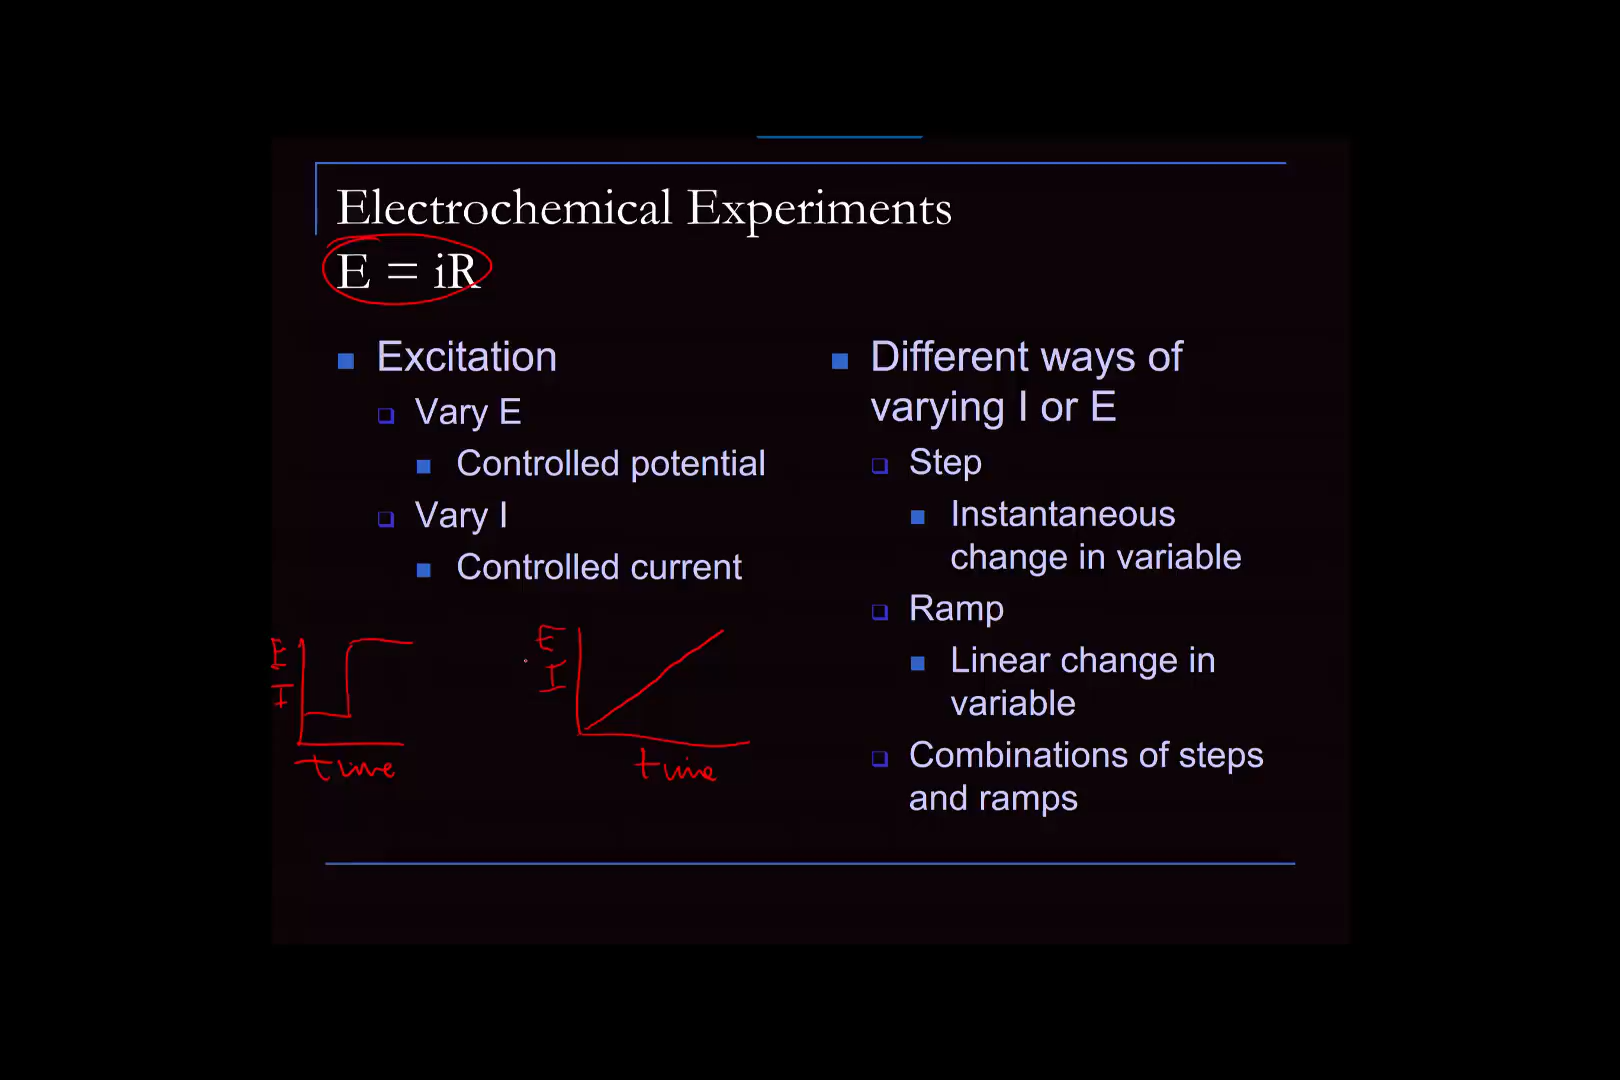 Electrochemical Experiments
E = iR
Excitation
Vary E
Controlled potential
Vary I
Controlled current
Different ways of
varying I or E
Step
Instantaneous
change in variable
Ramp
Linear change in
variable
Combinations of steps
and ramps
E
I
time
E
I
time